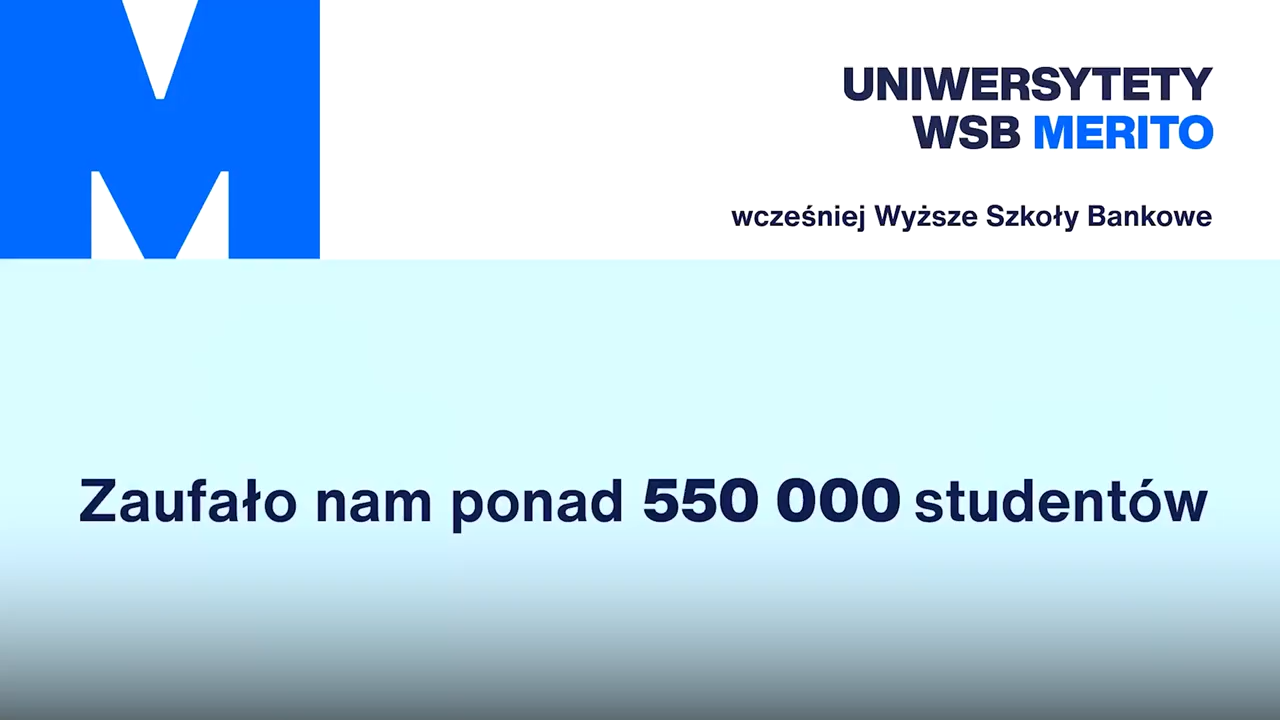 UNIWERSYTETY
WSB MERITO
wcześniej Wyższe Szkoły Bankowe
Zaufało nam ponad 550 000 studentów